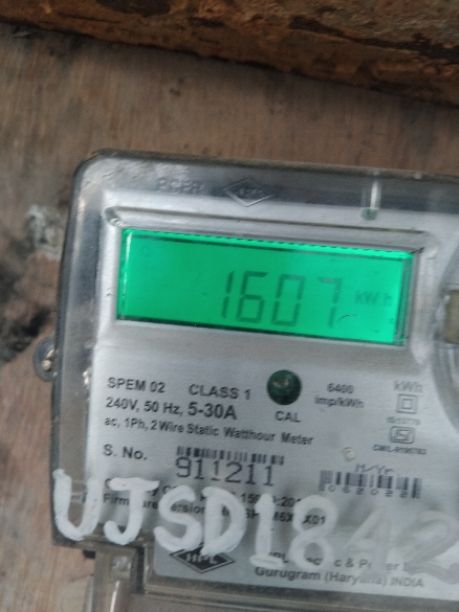 1607 kWh
SPEM 02 CLASS 1 6400 imp/kWh kWh
240V, 50 Hz, 5-30A CAL
ac, 1Ph, 2 Wire Static Watthour Meter
S. No. 911211
UJSD1842
HPL
Gurugram (Haryana) INDIA